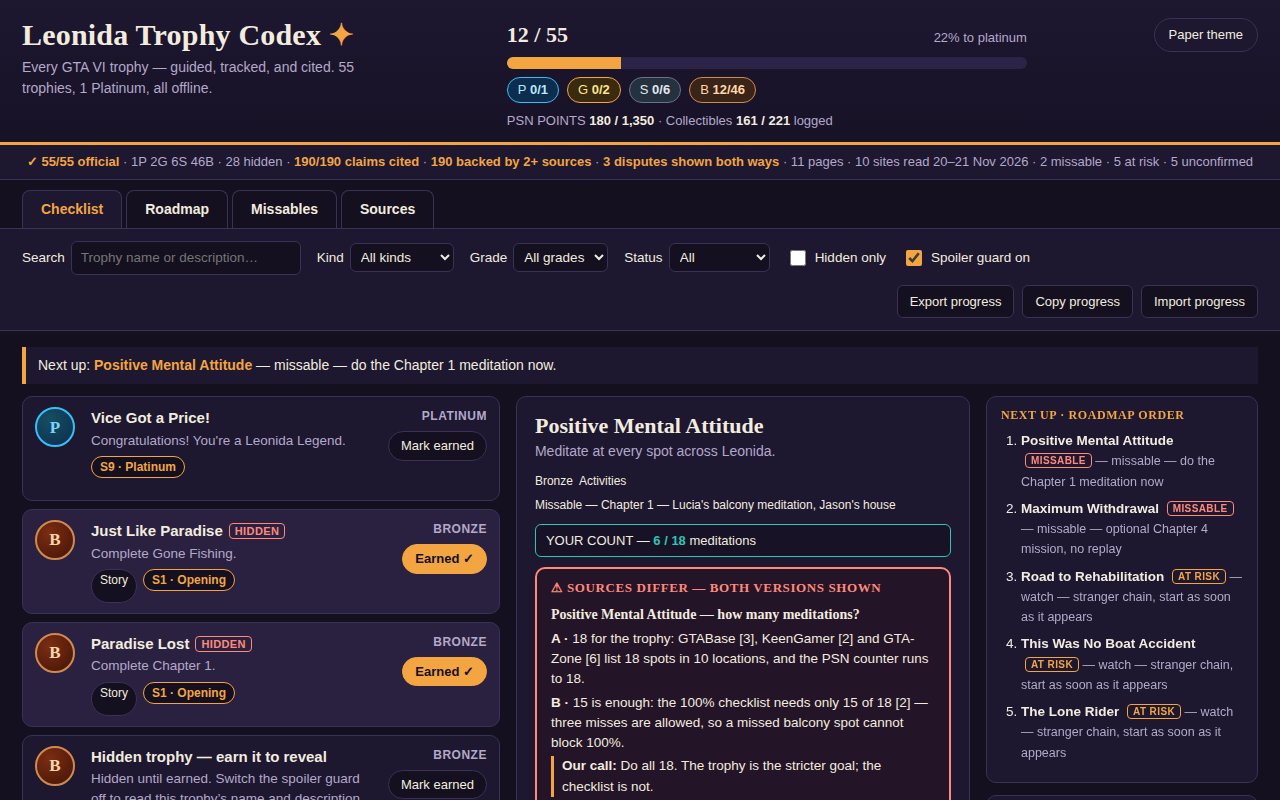 Leonida Trophy Codex ✦
Every GTA VI trophy — guided, tracked, and cited. 55
trophies, 1 Platinum, all offline.
12 / 55
22% to platinum
P 0/1
G 0/2
S 0/6
B 12/46
PSN POINTS 180 / 1,350 · Collectibles 161 / 221 logged
Paper theme
✓ 55/55 official · 1P 2G 6S 46B · 28 hidden · 190/190 claims cited · 190 backed by 2+ sources · 3 disputes shown both ways · 11 pages · 10 sites read 20–21 Nov 2026 · 2 missable · 5 at risk · 5 unconfirmed
Checklist
Roadmap
Missables
Sources
Search
Trophy name or description…
Kind
All kinds
Grade
All grades
Status
All
Hidden only
Spoiler guard on
Export progress
Copy progress
Import progress
Next up: Positive Mental Attitude — missable — do the Chapter 1 meditation now.
P
Vice Got a Price!
PLATINUM
Congratulations! You're a Leonida Legend.
Mark earned
S9 · Platinum
B
Just Like Paradise HIDDEN
BRONZE
Complete Gone Fishing.
Earned ✓
Story
S1 · Opening
B
Paradise Lost HIDDEN
BRONZE
Complete Chapter 1.
Earned ✓
Story
S1 · Opening
B
Hidden trophy — earn it to reveal
BRONZE
Hidden until earned. Switch the spoiler guard
off to read this trophy's name and description
Mark earned
Positive Mental Attitude
Meditate at every spot across Leonida.
Bronze Activities
Missable — Chapter 1 — Lucia's balcony meditation, Jason's house
YOUR COUNT — 6 / 18 meditations
⚠ SOURCES DIFFER — BOTH VERSIONS SHOWN
Positive Mental Attitude — how many meditations?
A · 18 for the trophy: GTABase [3], KeenGamer [2] and GTA-
Zone [6] list 18 spots in 10 locations, and the PSN counter runs
to 18.
B · 15 is enough: the 100% checklist needs only 15 of 18 [2] —
three misses are allowed, so a missed balcony spot cannot
block 100%.
Our call: Do all 18. The trophy is the stricter goal; the
checklist is not.
NEXT UP · ROADMAP ORDER
1. Positive Mental Attitude
MISSABLE — missable — do the
Chapter 1 meditation now
2. Maximum Withdrawal MISSABLE
— missable — optional Chapter 4
mission, no replay
3. Road to Rehabilitation AT RISK —
watch — stranger chain, start as soon
as it appears
4. This Was No Boat Accident
AT RISK — watch — stranger chain,
start as soon as it appears
5. The Lone Rider AT RISK — watch
— stranger chain, start as soon as it
appears